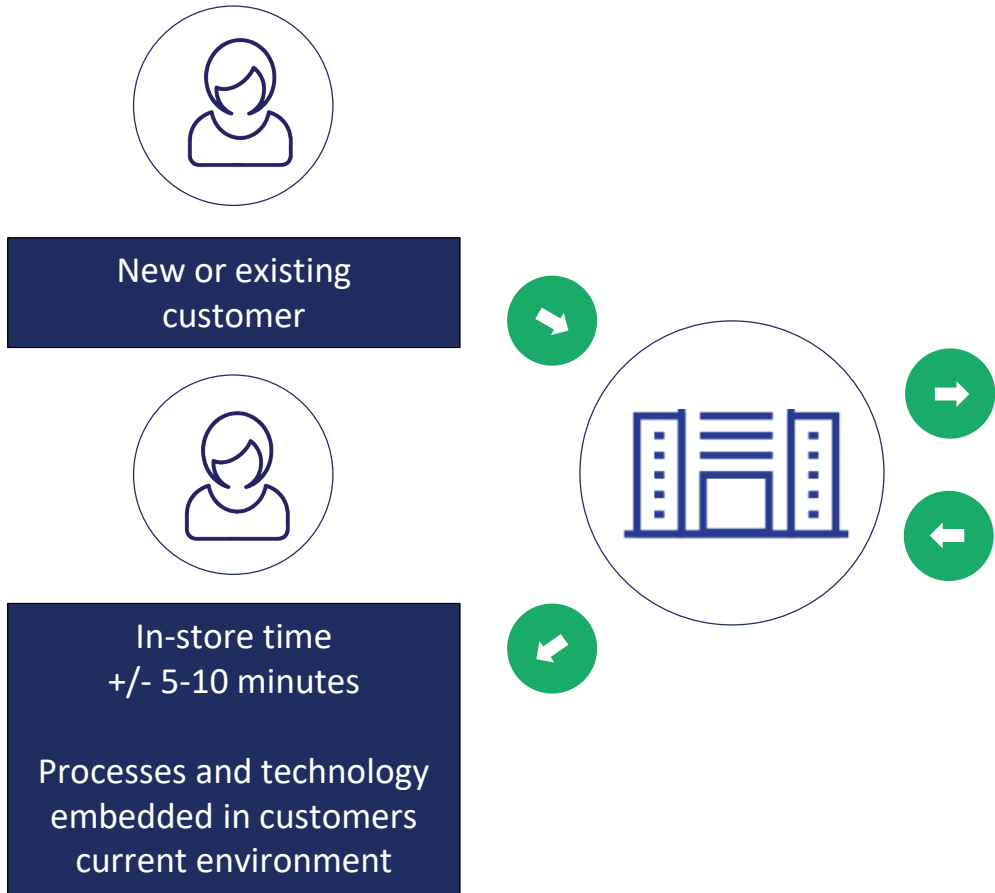 New or existing
customer
In-store time
+/- 5-10 minutes
Processes and technology
embedded in customers
current environment